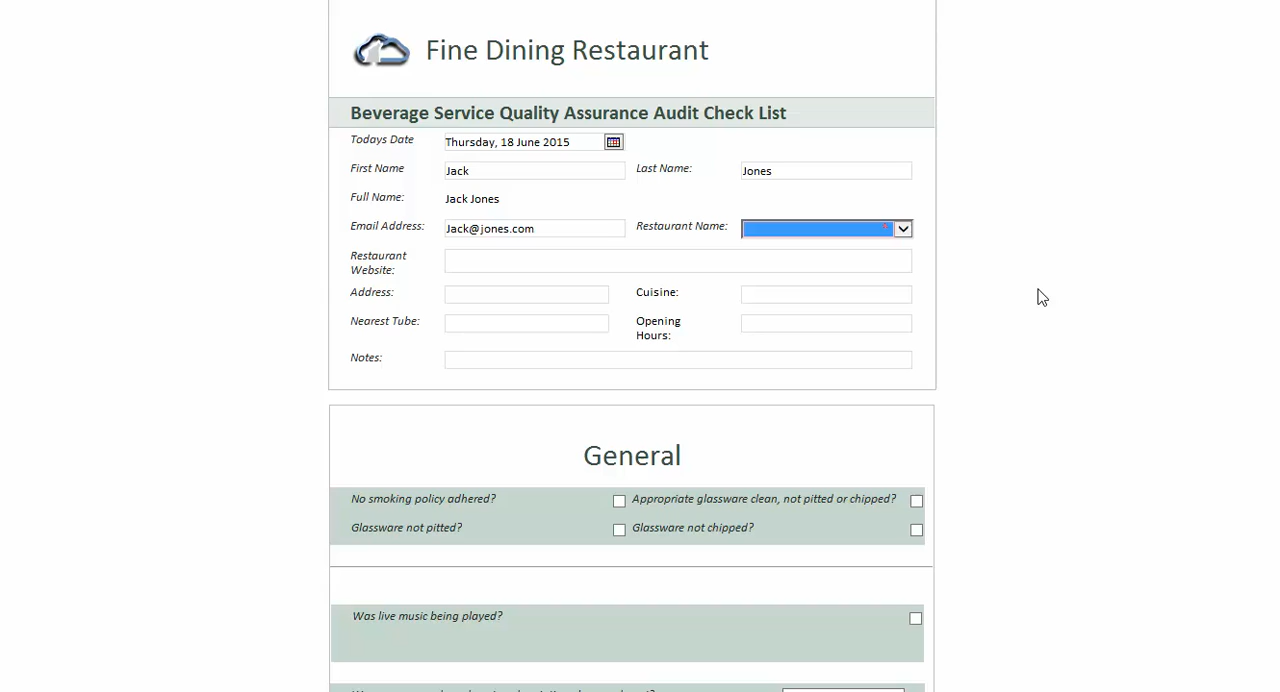 Fine Dining Restaurant
Beverage Service Quality Assurance Audit Check List
Todays Date Thursday, 18 June 2015
First Name Jack Last Name: Jones
Full Name: Jack Jones
Email Address: Jack@jones.com Restaurant Name:
Restaurant
Website:
Address: Cuisine:
Nearest Tube: Opening
Hours:
Notes:
General
No smoking policy adhered? Appropriate glassware clean, not pitted or chipped?
Glassware not pitted? Glassware not chipped?
Was live music being played?